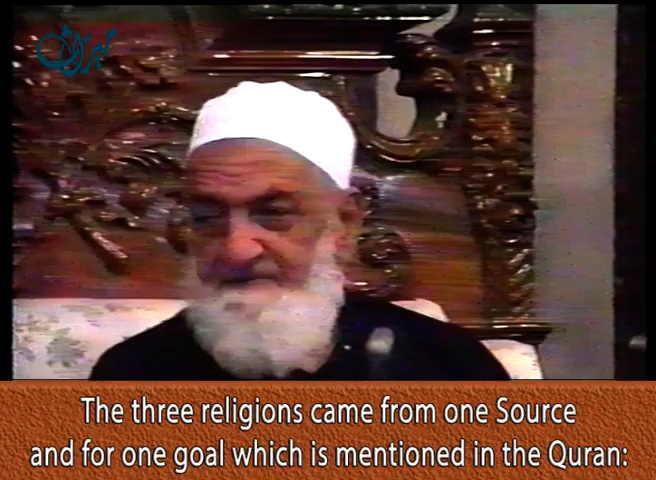 The three religions came from one Source
and for one goal which is mentioned in the Quran: